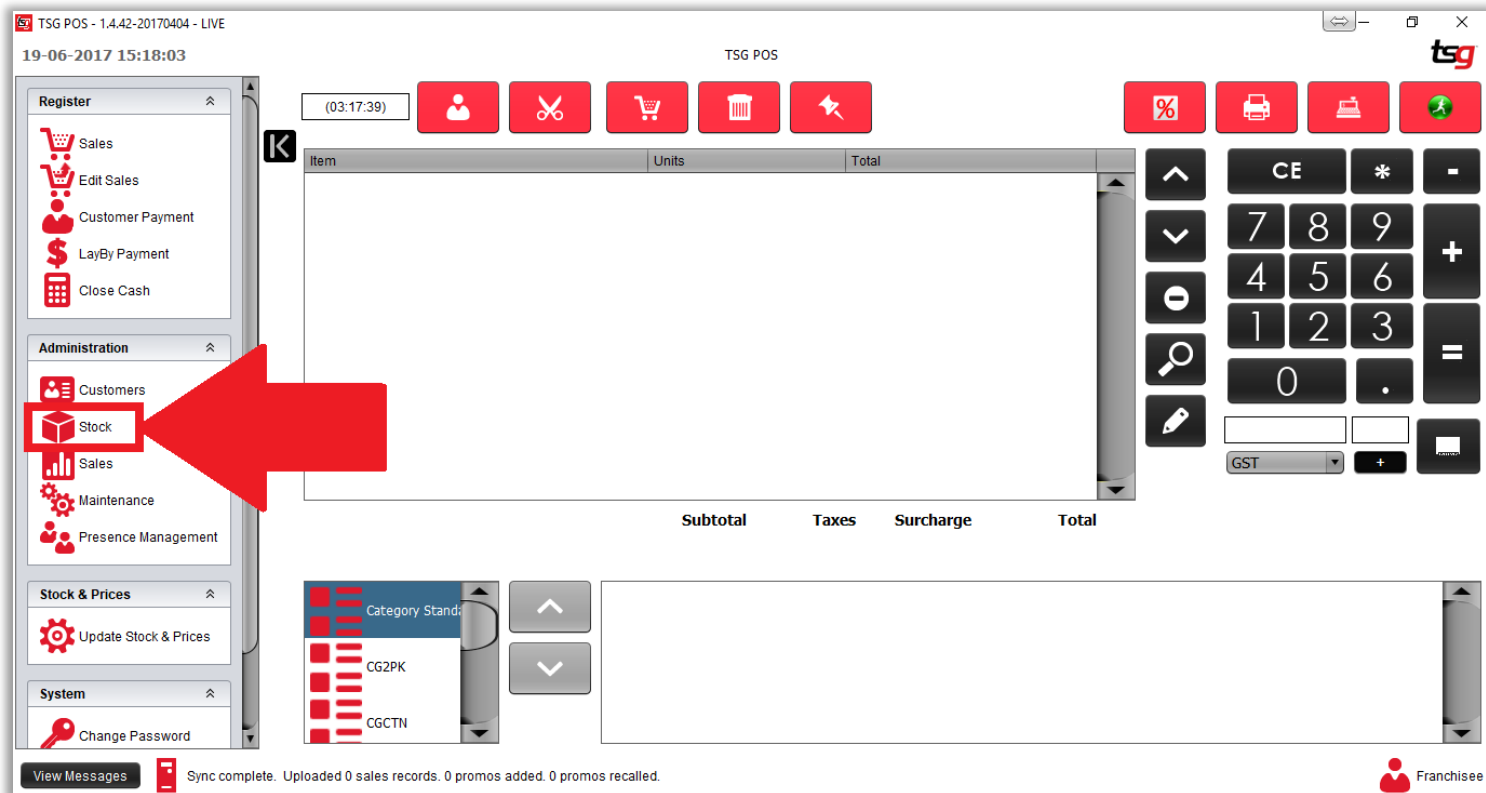 TSG POS - 1.4.42-20170404 - LIVE
19-06-2017 15:18:03
TSG POS
tsg
Register
Sales
Edit Sales
Customer Payment
LayBy Payment
Close Cash
Administration
Customers
Stock
Sales
Maintenance
Presence Management
Stock & Prices
Update Stock & Prices
System
Change Password
(03:17:39)
%
Item Units Total
CE * -
7 8 9 +
4 5 6
1 2 3 =
0 .
GST +
Subtotal Taxes Surcharge Total
Category Standa
CG2PK
CGCTN
View Messages
Sync complete. Uploaded 0 sales records. 0 promos added. 0 promos recalled.
Franchisee